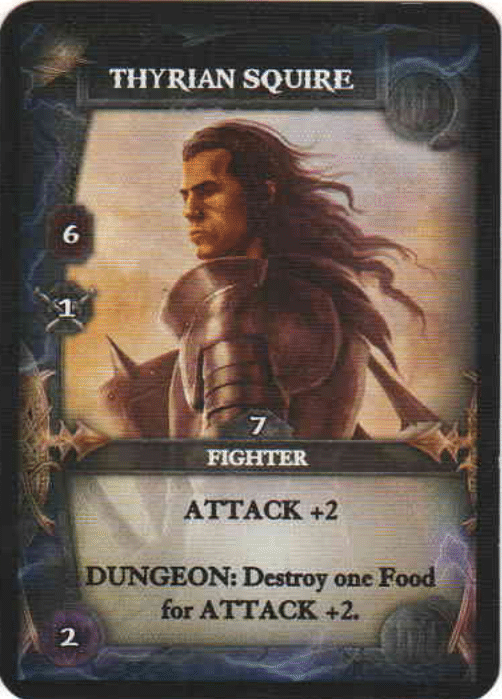 THYRIAN SQUIRE
6
1
7
FIGHTER
ATTACK +2
DUNGEON: Destroy one Food
for ATTACK +2.
2